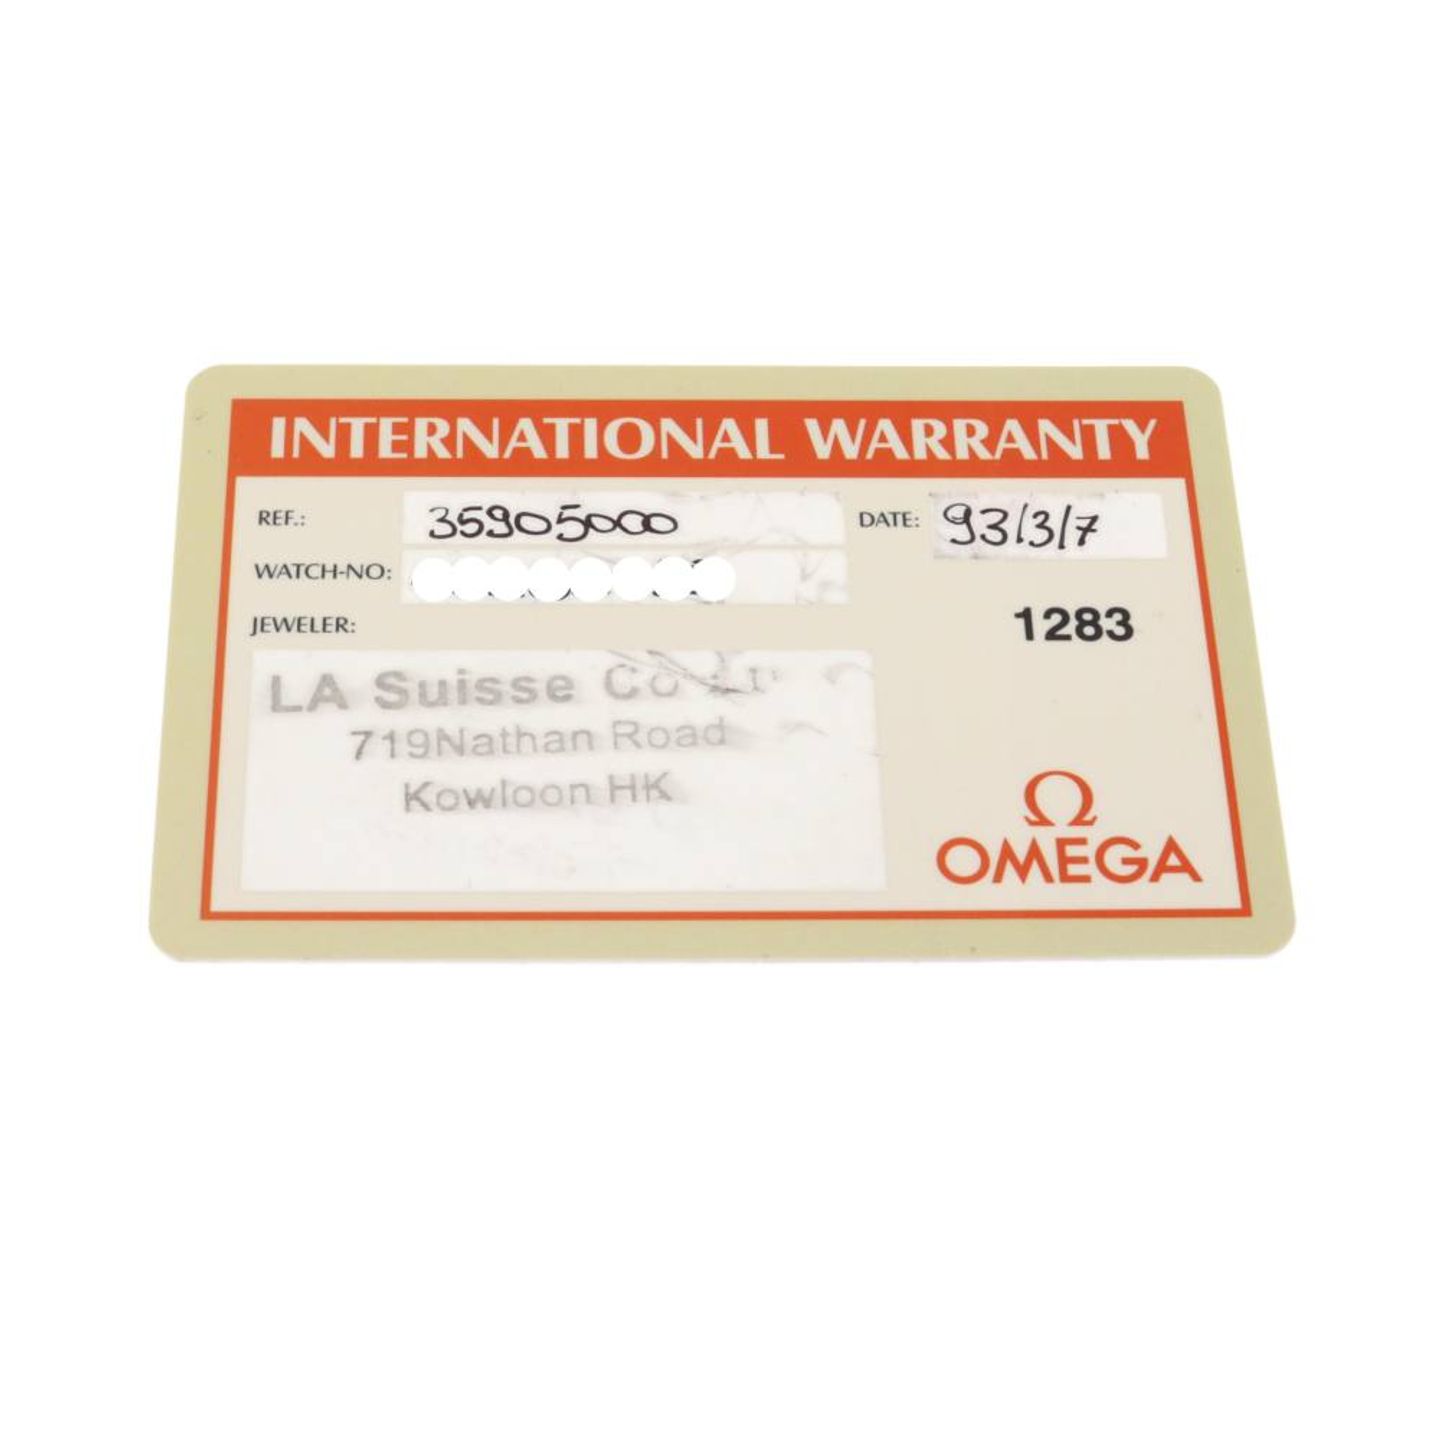 INTERNATIONAL WARRANTY
REF.: 35905000 DATE: 93/3/7
WATCH-NO:
JEWELER:
1283
LA Suisse Co
719Nathan Road
Kowloon HK
Ω
OMEGA